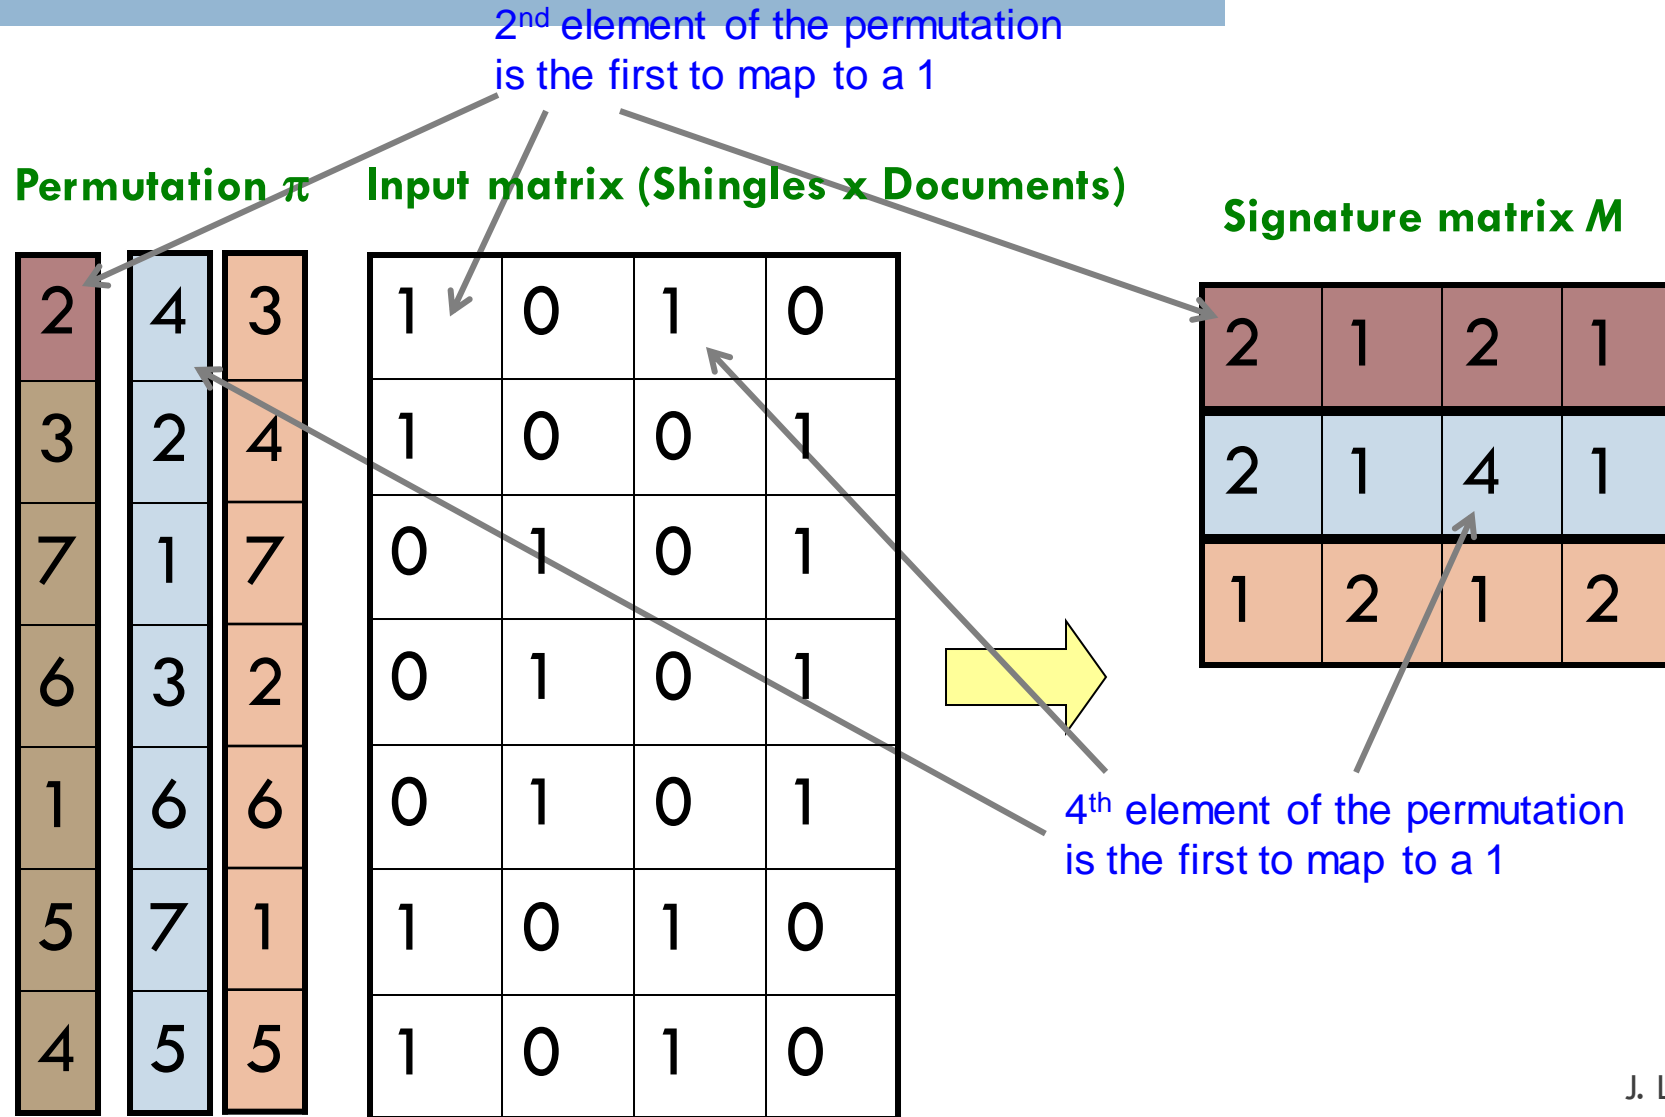 2nd element of the permutation
is the first to map to a 1
Permutation π
Input matrix (Shingles x Documents)
Signature matrix M
2 4 3 1 0 1 0
3 2 4 1 0 0 1
7 1 7 0 1 0 1
6 3 2 0 1 0 1
1 6 6 0 1 0 1
5 7 1 1 0 1 0
4 5 5 1 0 1 0
2 1 2 1
2 1 4 1
1 2 1 2
4th element of the permutation
is the first to map to a 1
J.